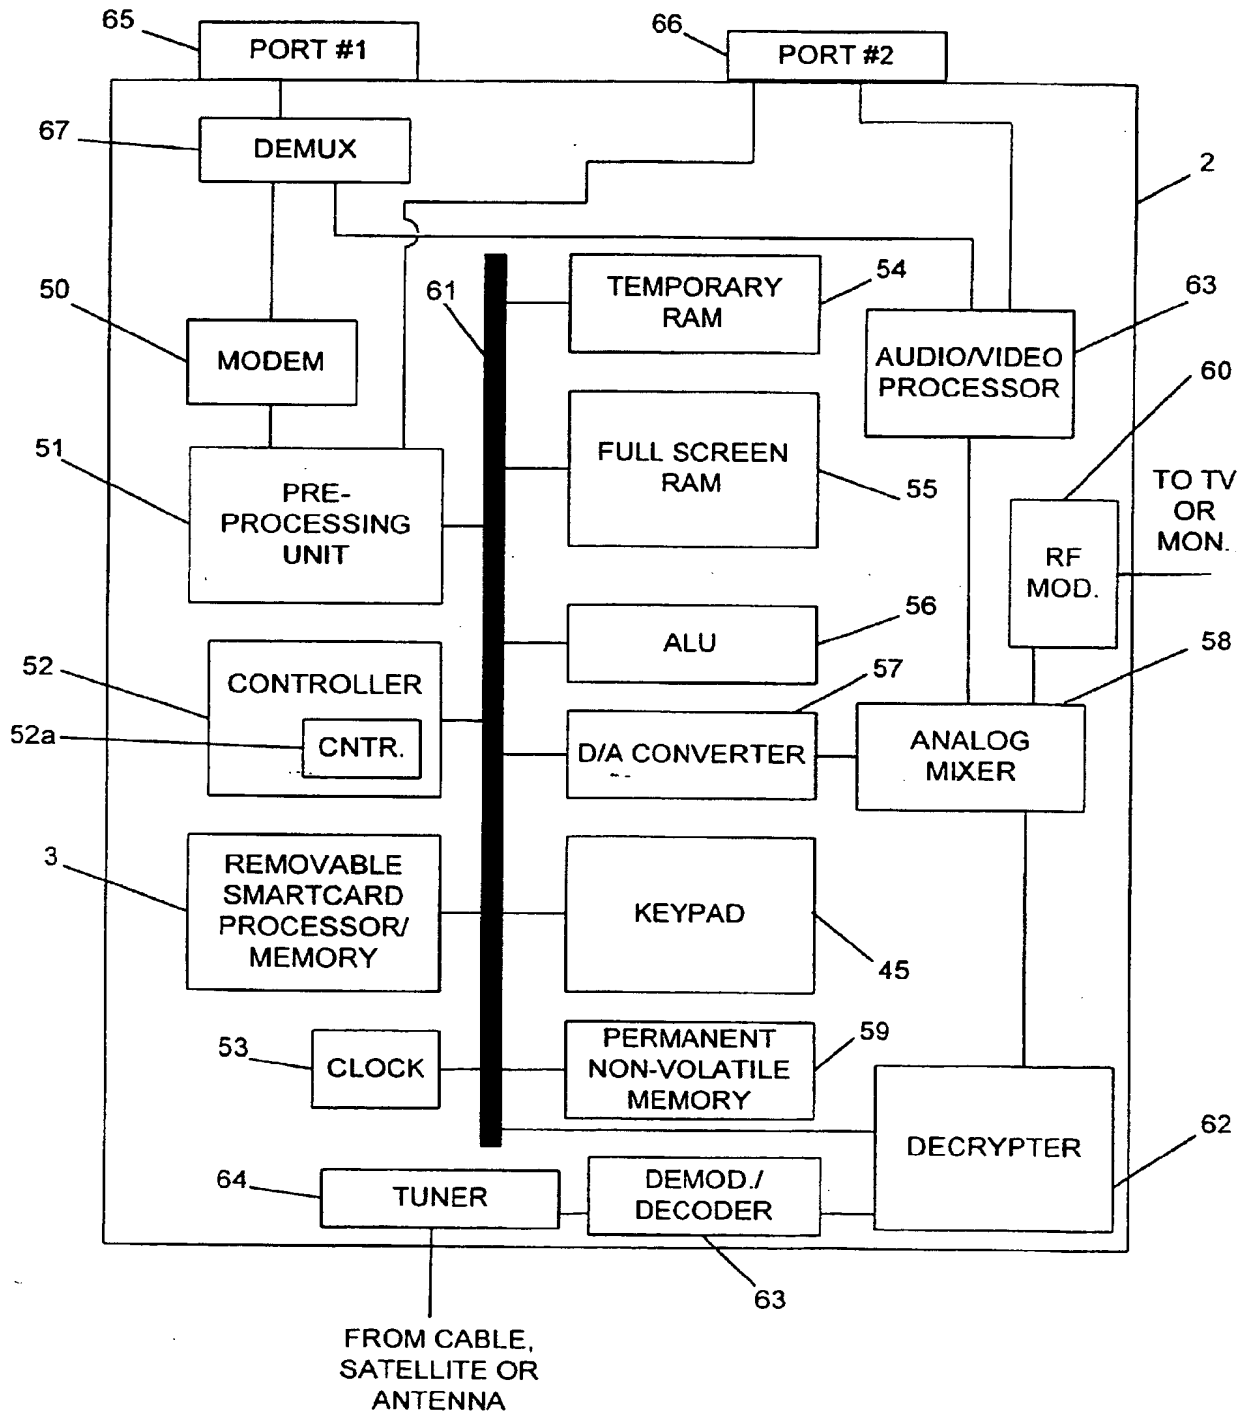 65
PORT #1
66
PORT #2
67
DEMUX
2
50
61
TEMPORARY
RAM
54
63
MODEM
AUDIO/VIDEO
PROCESSOR
60
51
PRE-
PROCESSING
UNIT
FULL SCREEN
RAM
55
TO TV
OR
MON.
RF
MOD.
52
CONTROLLER
52a
CNTR.
ALU
56
57
58
D/A CONVERTER
ANALOG
MIXER
3
REMOVABLE
SMARTCARD
PROCESSOR/
MEMORY
KEYPAD
45
53
CLOCK
PERMANENT
NON-VOLATILE
MEMORY
59
DECRYPTER
62
64
TUNER
DEMOD./
DECODER
63
FROM CABLE,
SATELLITE OR
ANTENNA